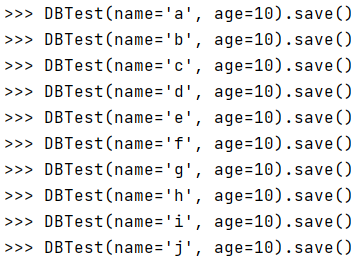 >>> DBTest(name='a', age=10).save()
>>> DBTest(name='b', age=10).save()
>>> DBTest(name='c', age=10).save()
>>> DBTest(name='d', age=10).save()
>>> DBTest(name='e', age=10).save()
>>> DBTest(name='f', age=10).save()
>>> DBTest(name='g', age=10).save()
>>> DBTest(name='h', age=10).save()
>>> DBTest(name='i', age=10).save()
>>> DBTest(name='j', age=10).save()